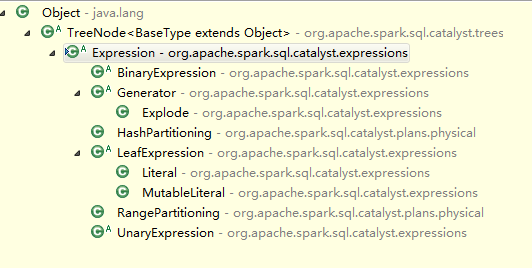 Object - java.lang
TreeNode<BaseType extends Object> - org.apache.spark.sql.catalyst.trees
Expression - org.apache.spark.sql.catalyst.expressions
BinaryExpression - org.apache.spark.sql.catalyst.expressions
Generator - org.apache.spark.sql.catalyst.expressions
Explode - org.apache.spark.sql.catalyst.expressions
HashPartitioning - org.apache.spark.sql.catalyst.plans.physical
LeafExpression - org.apache.spark.sql.catalyst.expressions
Literal - org.apache.spark.sql.catalyst.expressions
MutableLiteral - org.apache.spark.sql.catalyst.expressions
RangePartitioning - org.apache.spark.sql.catalyst.plans.physical
UnaryExpression - org.apache.spark.sql.catalyst.expressions